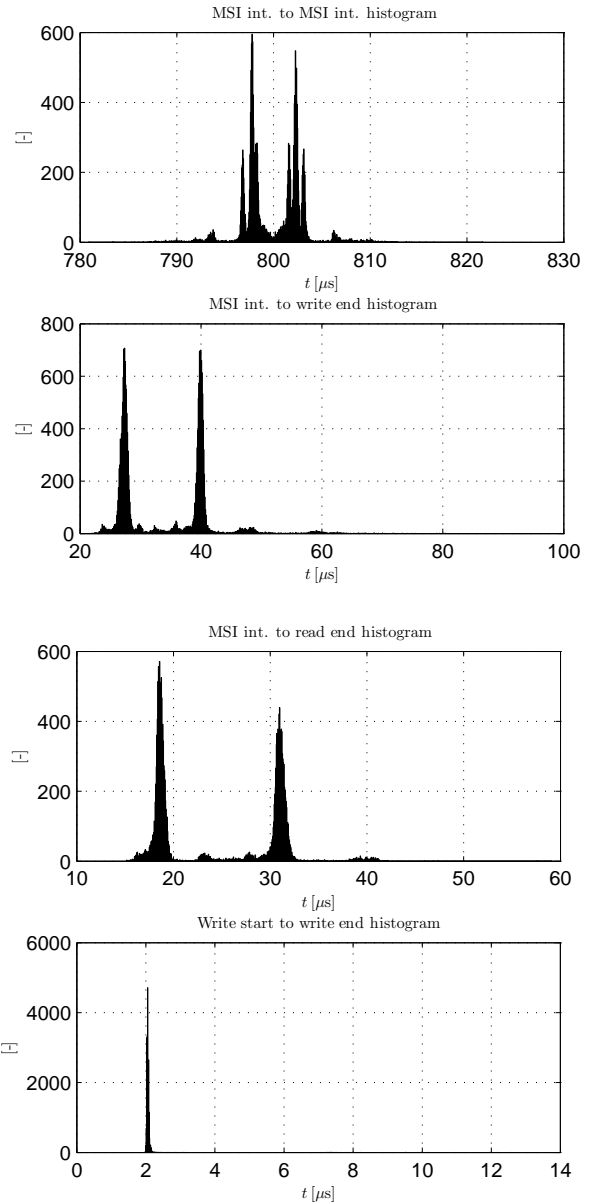 MSI int. to MSI int. histogram
600
400
200
0
[-]
780 790 800 810 820 830
t [μs]
MSI int. to write end histogram
800
600
400
200
0
[-]
20 40 60 80 100
t [μs]
MSI int. to read end histogram
600
400
200
0
[-]
10 20 30 40 50 60
t [μs]
Write start to write end histogram
6000
4000
2000
0
[-]
0 2 4 6 8 10 12 14
t [μs]